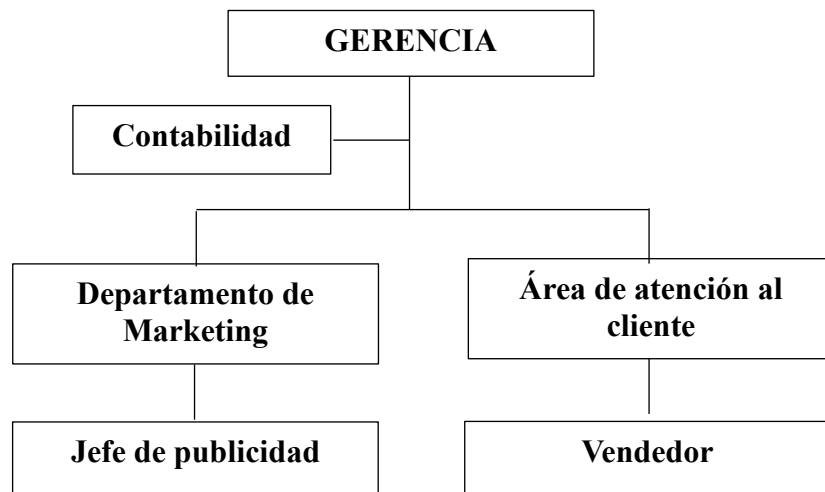 GERENCIA
Contabilidad
Departamento de
Marketing
Área de atención al
cliente
Jefe de publicidad
Vendedor